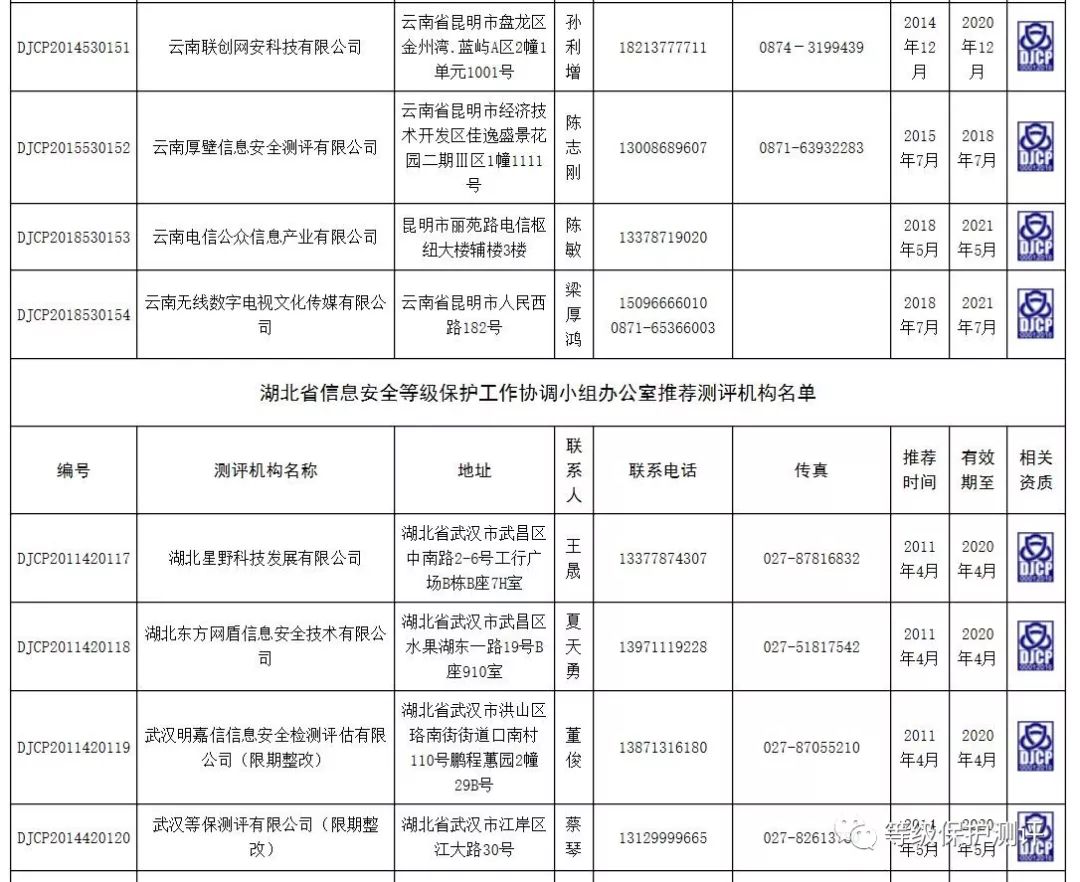 DJCP2014530151 云南联创网安科技有限公司 云南省昆明市盘龙区金州湾.蓝屿A区2幢1单元1001号 孙利增 18213777711 0874－3199439 2014年12月 2020年12月 DJCP
DJCP2015530152 云南厚壁信息安全测评有限公司 云南省昆明市经济技术开发区佳逸盛景花园二期Ⅲ区1幢1111号 陈志刚 13008689607 0871-63932283 2015年7月 2018年7月 DJCP
DJCP2018530153 云南电信公众信息产业有限公司 昆明市丽苑路电信枢纽大楼辅楼3楼 陈敏 13378719020 2018年5月 2021年5月 DJCP
DJCP2018530154 云南无线数字电视文化传媒有限公司 云南省昆明市人民西路182号 梁厚鸿 15096666010 0871-65366003 2018年7月 2021年7月 DJCP
湖北省信息安全等级保护工作协调小组办公室推荐测评机构名单
编号 测评机构名称 地址 联系人 联系电话 传真 推荐时间 有效期至 相关资质
DJCP2011420117 湖北星野科技发展有限公司 湖北省武汉市武昌区中南路2-6号工行广场B栋B座7H室 王晟 13377874307 027-87816832 2011年4月 2020年4月 DJCP
DJCP2011420118 湖北东方网盾信息安全技术有限公司 湖北省武汉市武昌区水果湖东一路19号B座910室 夏天勇 13971119228 027-51817542 2011年4月 2020年4月 DJCP
DJCP2011420119 武汉明嘉信信息安全检测评估有限公司（限期整改） 湖北省武汉市洪山区珞南街街道口南村110号鹏程蕙园2幢29B号 董俊 13871316180 027-87055210 2011年4月 2020年4月 DJCP
DJCP2014420120 武汉等保测评有限公司（限期整改） 湖北省武汉市江岸区江大路30号 蔡琴 13129999665 2014年5月 2020年5月 DJCP
等级保护测评